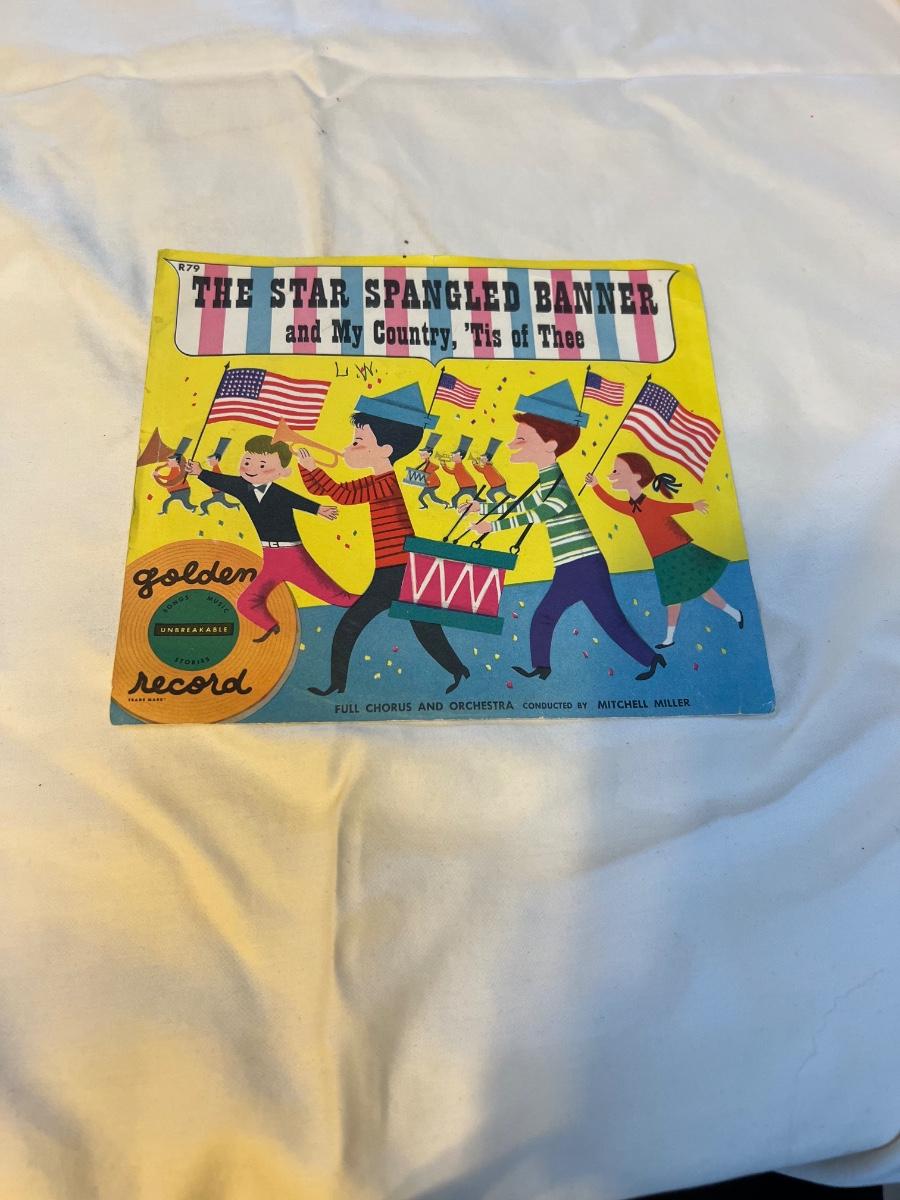 R79
THE STAR SPANGLED BANNER
and My Country, 'Tis of Thee
L.W.
golden
SONGS MUSIC
UNBREAKABLE
STORIES
record
TRADE MARK
FULL CHORUS AND ORCHESTRA CONDUCTED BY MITCHELL MILLER